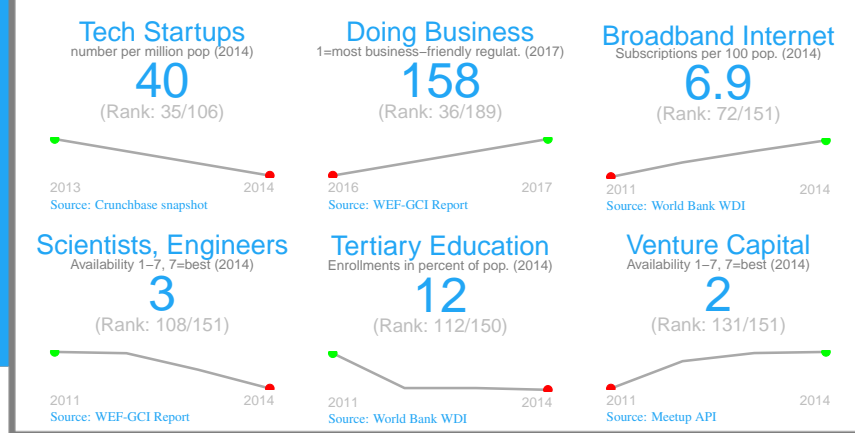 Tech Startups
number per million pop (2014)
40
(Rank: 35/106)
2013 2014
Source: Crunchbase snapshot
Doing Business
1=most business−friendly regulat. (2017)
158
(Rank: 36/189)
2016 2017
Source: WEF-GCI Report
Broadband Internet
Subscriptions per 100 pop. (2014)
6.9
(Rank: 72/151)
2011 2014
Source: World Bank WDI
Scientists, Engineers
Availability 1−7, 7=best (2014)
3
(Rank: 108/151)
2011 2014
Source: WEF-GCI Report
Tertiary Education
Enrollments in percent of pop. (2014)
12
(Rank: 112/150)
2011 2014
Source: World Bank WDI
Venture Capital
Availability 1−7, 7=best (2014)
2
(Rank: 131/151)
2011 2014
Source: Meetup API